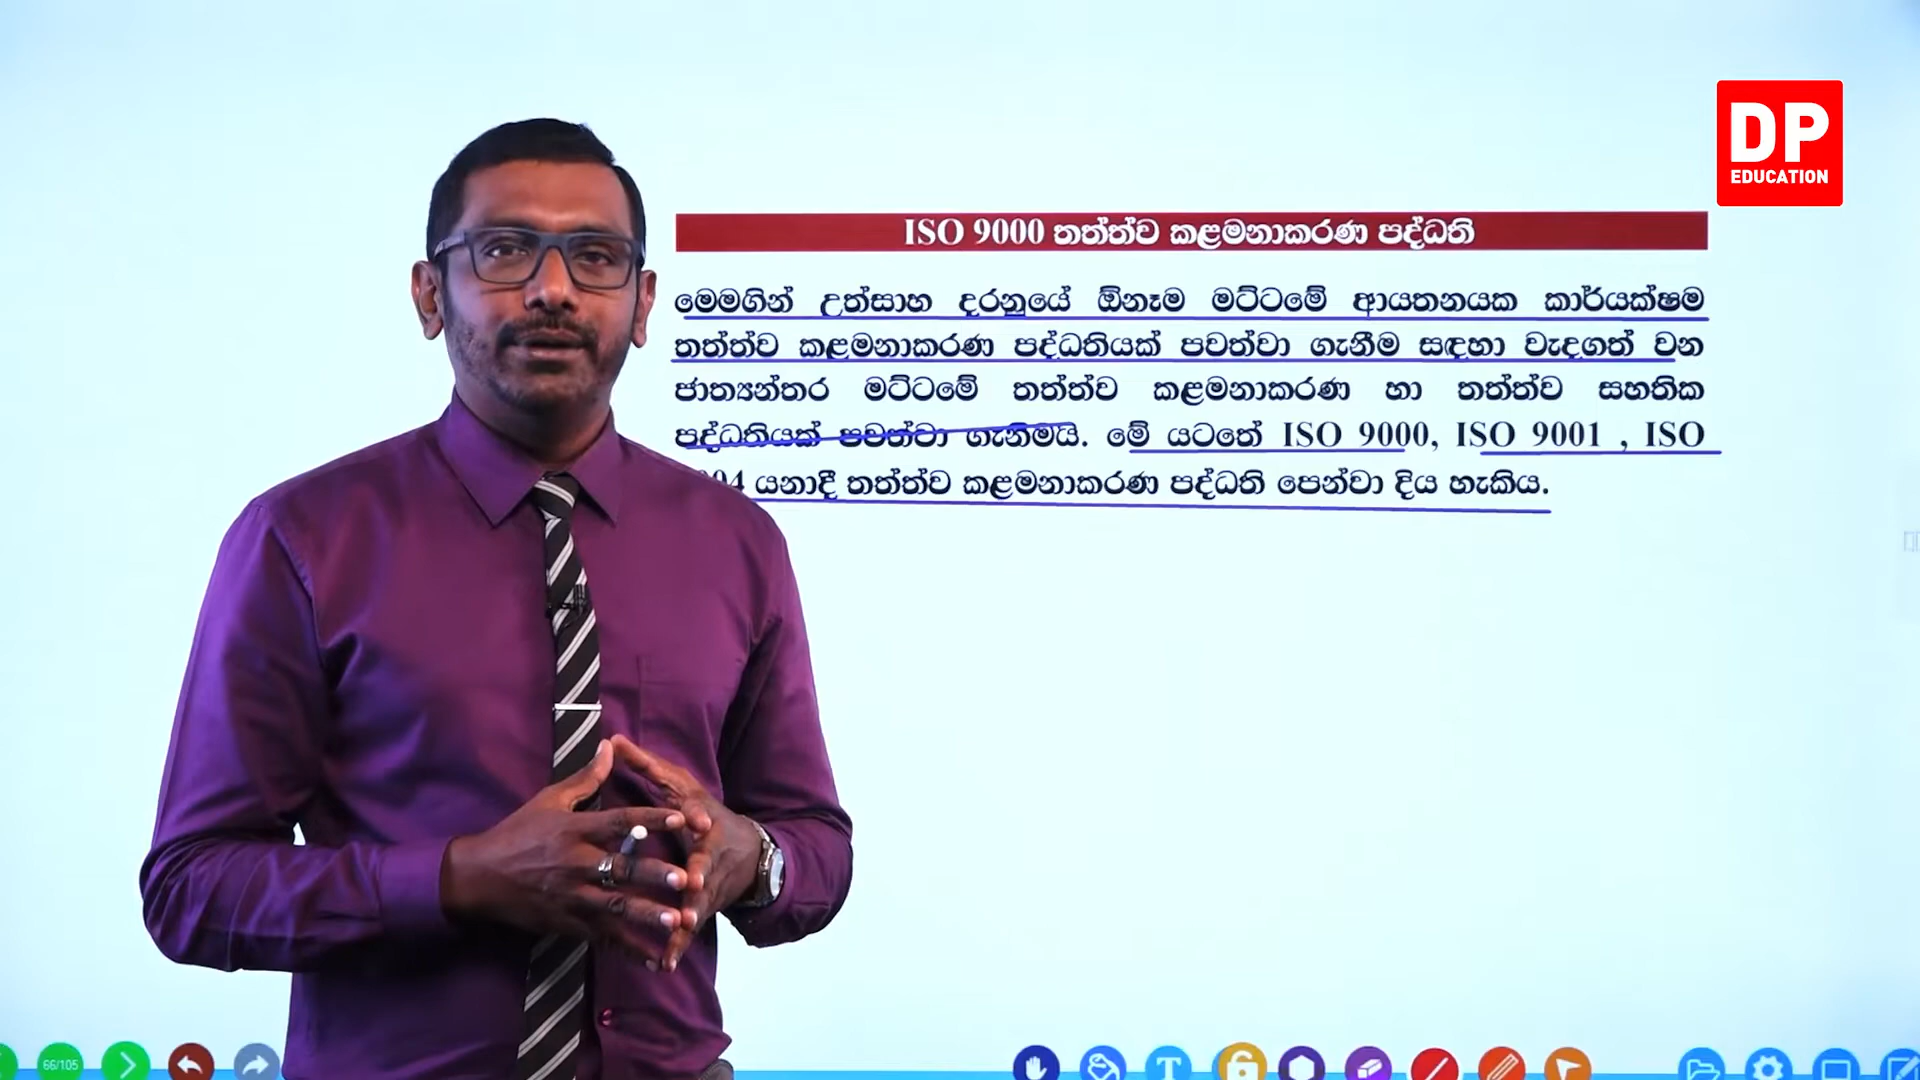 DP
EDUCATION
ISO 9000 තත්ත්ව කළමනාකරණ පද්ධති
මෙමගින් උත්සාහ දරනුයේ ඕනෑම මට්ටමේ ආයතනයක කාර්යක්ෂම
තත්ත්ව කළමනාකරණ පද්ධතියක් පවත්වා ගැනීම සඳහා වැදගත් වන
ජාත්‍යන්තර මට්ටමේ තත්ත්ව කළමනාකරණ හා තත්ත්ව සහතික
පද්ධතියක් පවත්වා ගැනීමයි. මේ යටතේ ISO 9000, ISO 9001 , ISO
යනාදී තත්ත්ව කළමනාකරණ පද්ධති පෙන්වා දිය හැකිය.
66/105